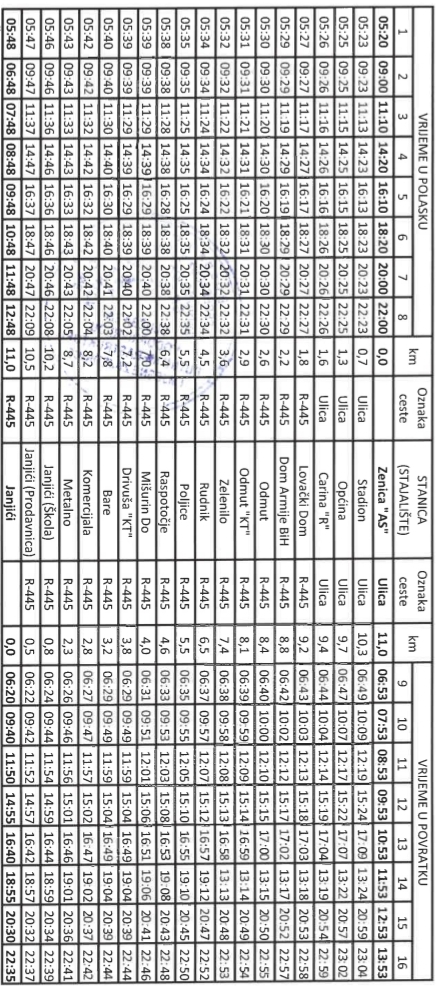 VRIJEME U POLASKU km Oznaka ceste STANICA (STAJALIŠTE) Oznaka ceste km VRIJEME U POVRATKU
1 2 3 4 5 6 7 8 9 10 11 12 13 14 15 16
05:20 09:00 11:10 14:20 16:10 18:20 20:00 22:00 0,0 Zenica "AS" Ulica 11,0 06:53 07:53 08:53 09:53 10:53 11:53 12:53 13:53
05:23 09:23 11:13 14:23 16:13 18:23 20:23 22:23 0,7 Ulica Stadion Ulica 10,3 06:49 10:09 12:19 15:24 17:09 13:24 20:59 23:04
05:25 09:25 11:15 14:25 16:15 18:25 20:25 22:25 1,3 Ulica Općina Ulica 9,7 06:47 10:07 12:17 15:22 17:07 13:22 20:57 23:02
05:26 09:26 11:16 14:26 16:16 18:26 20:26 22:26 1,6 Ulica Carina "R" Ulica 9,4 06:44 10:04 12:14 15:19 17:04 13:19 20:54 22:59
05:27 09:27 11:17 14:27 16:17 18:27 20:27 22:27 1,8 R-445 Lovački Dom R-445 9,2 06:43 10:03 12:13 15:18 17:03 13:18 20:53 22:58
05:29 09:29 11:19 14:29 16:19 18:29 20:29 22:29 2,2 R-445 Dom Armije BiH R-445 8,8 06:42 10:02 12:12 15:17 17:02 13:17 20:52 22:57
05:30 09:30 11:20 14:30 16:20 18:30 20:30 22:30 2,6 R-445 Odmut R-445 8,4 06:40 10:00 12:10 15:15 17:00 13:15 20:50 22:55
05:31 09:31 11:21 14:31 16:21 18:31 20:31 22:31 2,9 R-445 Odmut "KT" R-445 8,1 06:39 09:59 12:09 15:14 16:59 13:14 20:49 22:54
05:32 09:32 11:22 14:32 16:22 18:32 20:32 22:32 3,6 R-445 Zelenilo R-445 7,4 06:38 09:58 12:08 15:13 16:58 13:13 20:48 22:53
05:34 09:34 11:24 14:34 16:24 18:34 20:34 22:34 4,5 R-445 Rudnik R-445 6,5 06:37 09:57 12:07 15:12 16:57 19:12 20:47 22:52
05:35 09:35 11:25 14:35 16:25 18:35 20:35 22:35 5,5 R-445 Poljice R-445 5,5 06:35 09:55 12:05 15:10 16:55 19:10 20:45 22:50
05:38 09:38 11:28 14:38 16:28 18:38 20:38 22:38 6,4 R-445 Raspotočje R-445 4,6 06:33 09:53 12:03 15:08 16:53 19:08 20:43 22:48
05:39 09:39 11:28 14:39 16:29 18:39 20:40 22:00 7,0 R-445 Mišurin Do R-445 4,0 06:31 09:51 12:01 15:06 16:51 19:06 20:41 22:46
05:39 09:39 11:29 14:39 16:29 18:39 20:40 22:02 7,2 R-445 Drivuša "KT" R-445 3,8 06:29 09:49 11:59 15:04 16:49 19:04 20:39 22:44
05:40 09:40 11:30 14:40 16:30 18:40 20:41 22:03 7,8 R-445 Bare R-445 3,2 06:29 09:49 11:59 15:04 16:49 19:04 20:39 22:44
05:42 09:42 11:32 14:42 16:32 18:42 20:42 22:04 8,2 R-445 Komercijala R-445 2,8 06:27 09:47 11:57 15:02 16:47 19:02 20:37 22:42
05:43 09:43 11:33 14:43 16:33 18:43 20:43 22:05 8,7 R-445 Metalno R-445 2,3 06:26 09:46 11:56 15:01 16:46 19:01 20:36 22:41
05:46 09:46 11:36 14:46 16:36 18:46 20:46 22:08 10,2 R-445 Janjići (Škola) R-445 0,8 06:24 09:44 11:54 14:59 16:44 18:59 20:34 22:39
05:47 09:47 11:37 14:47 16:37 18:47 20:47 22:09 10,5 R-445 Janjići (Prodavnica) R-445 0,5 06:22 09:42 11:52 14:57 16:42 18:57 20:32 22:37
05:48 06:48 07:48 08:48 09:48 10:48 11:48 12:48 11,0 R-445 Janjići 0,0 06:20 09:40 11:50 14:55 16:40 18:55 20:30 22:35